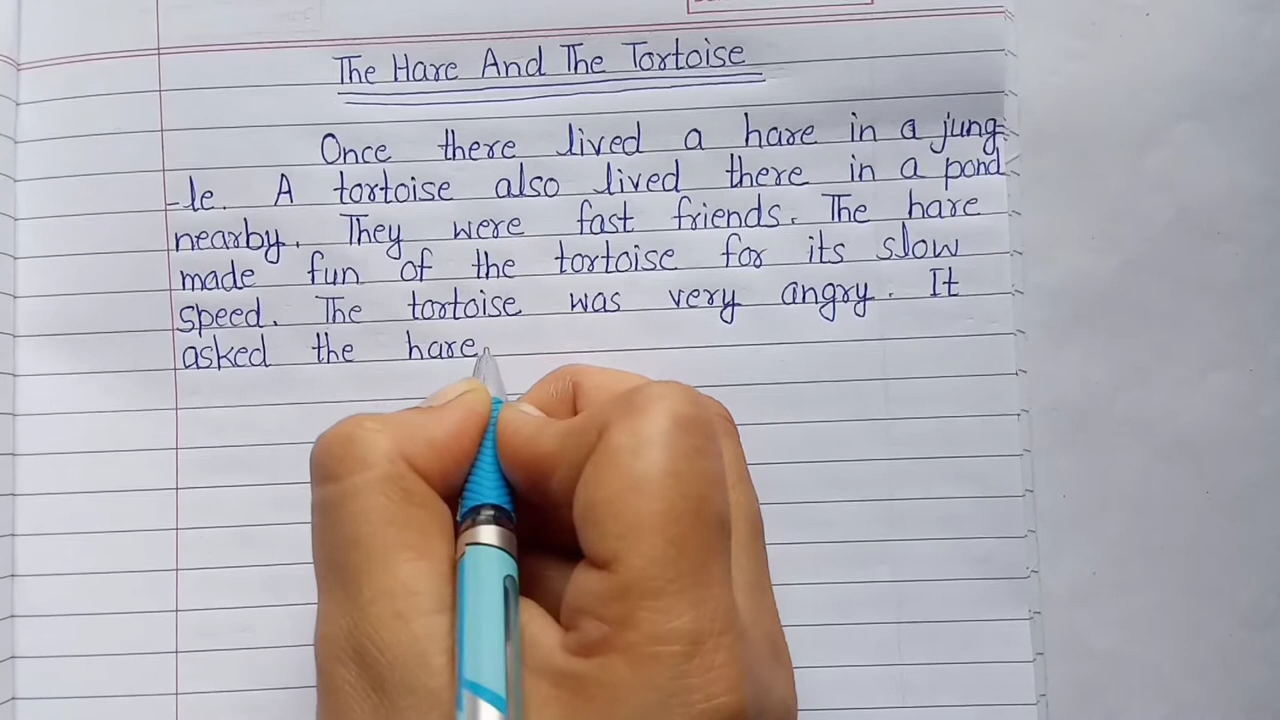 The Hare And The Tortoise
Once there lived a hare in a jung
-le. A tortoise also lived there in a pond
nearby. They were fast friends. The hare
made fun of the tortoise for its slow
speed. The tortoise was very angry. It
asked the hare